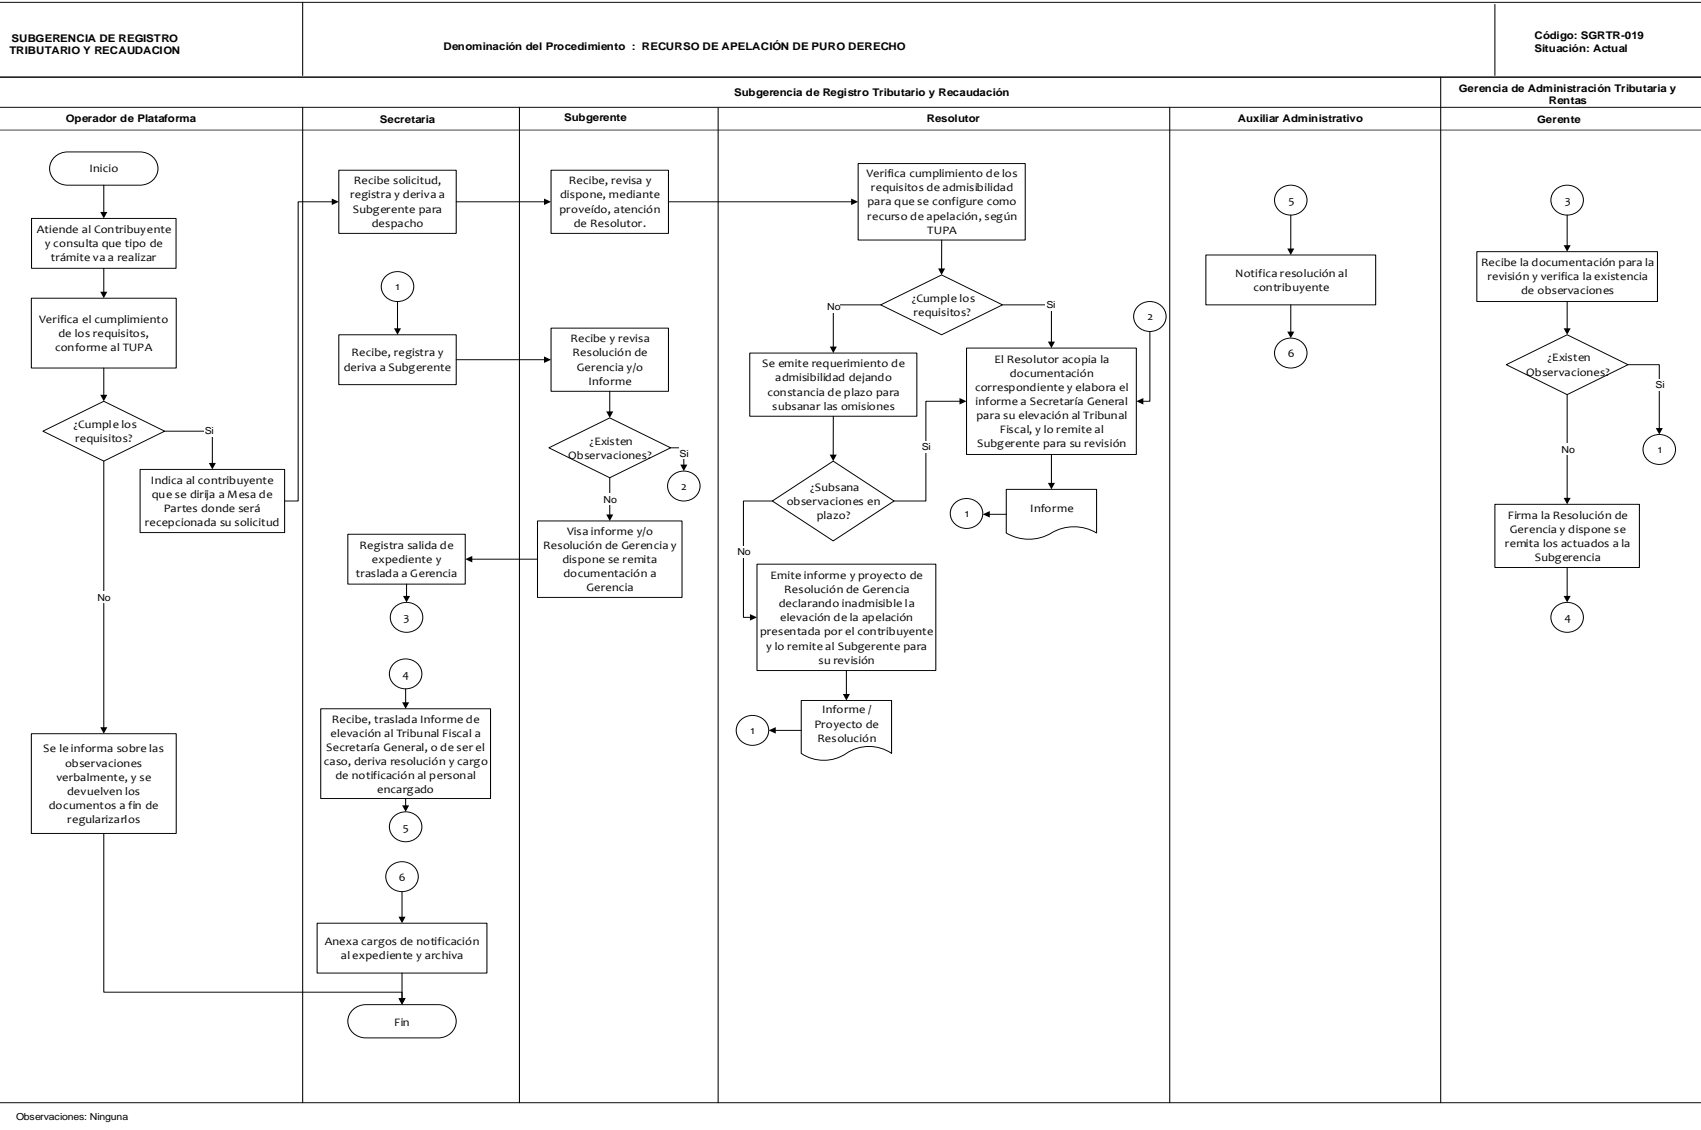 SUBGERENCIA DE REGISTRO
TRIBUTARIO Y RECAUDACION
Denominación del Procedimiento : RECURSO DE APELACIÓN DE PURO DERECHO
Código: SGRTR-019
Situación: Actual
Subgerencia de Registro Tributario y Recaudación
Gerencia de Administración Tributaria y
Rentas
Operador de Plataforma
Secretaria
Subgerente
Resolutor
Auxiliar Administrativo
Gerente
Inicio
Atiende al Contribuyente
y consulta que tipo de
trámite va a realizar
Verifica el cumplimiento
de los requisitos,
conforme al TUPA
¿Cumple los
requisitos?
Si
Indica al contribuyente
que se dirija a Mesa de
Partes donde será
recepcionada su solicitud
No
Se le informa sobre las
observaciones
verbalmente, y se
devuelven los
documentos a fin de
regularizarlos
Recibe solicitud,
registra y deriva a
Subgerente para
despacho
1
Recibe, registra y
deriva a Subgerente
Registra salida de
expediente y
traslada a Gerencia
3
4
Recibe, traslada Informe de
elevación al Tribunal Fiscal a
Secretaría General, o de ser el
caso, deriva resolución y cargo
de notificación al personal
encargado
5
6
Anexa cargos de notificación
al expediente y archiva
Fin
Recibe, revisa y
dispone, mediante
proveído, atención
de Resolutor.
Recibe y revisa
Resolución de
Gerencia y/o
Informe
¿Existen
Observaciones?
Si
2
No
Visa informe y/o
Resolución de Gerencia y
dispone se remita
documentación a
Gerencia
Verifica cumplimiento de los
requisitos de admisibilidad
para que se configure como
recurso de apelación, según
TUPA
¿Cumple los
requisitos?
No
Si
2
Se emite requerimiento de
admisibilidad dejando
constancia de plazo para
subsanar las omisiones
El Resolutor acopia la
documentación
correspondiente y elabora el
informe a Secretaría General
para su elevación al Tribunal
Fiscal, y lo remite al
Subgerente para su revisión
¿Subsana
observaciones en
plazo?
Si
No
Informe
1
Emite informe y proyecto de
Resolución de Gerencia
declarando inadmisible la
elevación de la apelación
presentada por el contribuyente
y lo remite al Subgerente para
su revisión
Informe /
Proyecto de
Resolución
1
5
Notifica resolución al
contribuyente
6
3
Recibe la documentación para la
revisión y verifica la existencia
de observaciones
¿Existen
Observaciones?
Si
1
No
Firma la Resolución de
Gerencia y dispone se
remita los actuados a la
Subgerencia
4
Observaciones: Ninguna